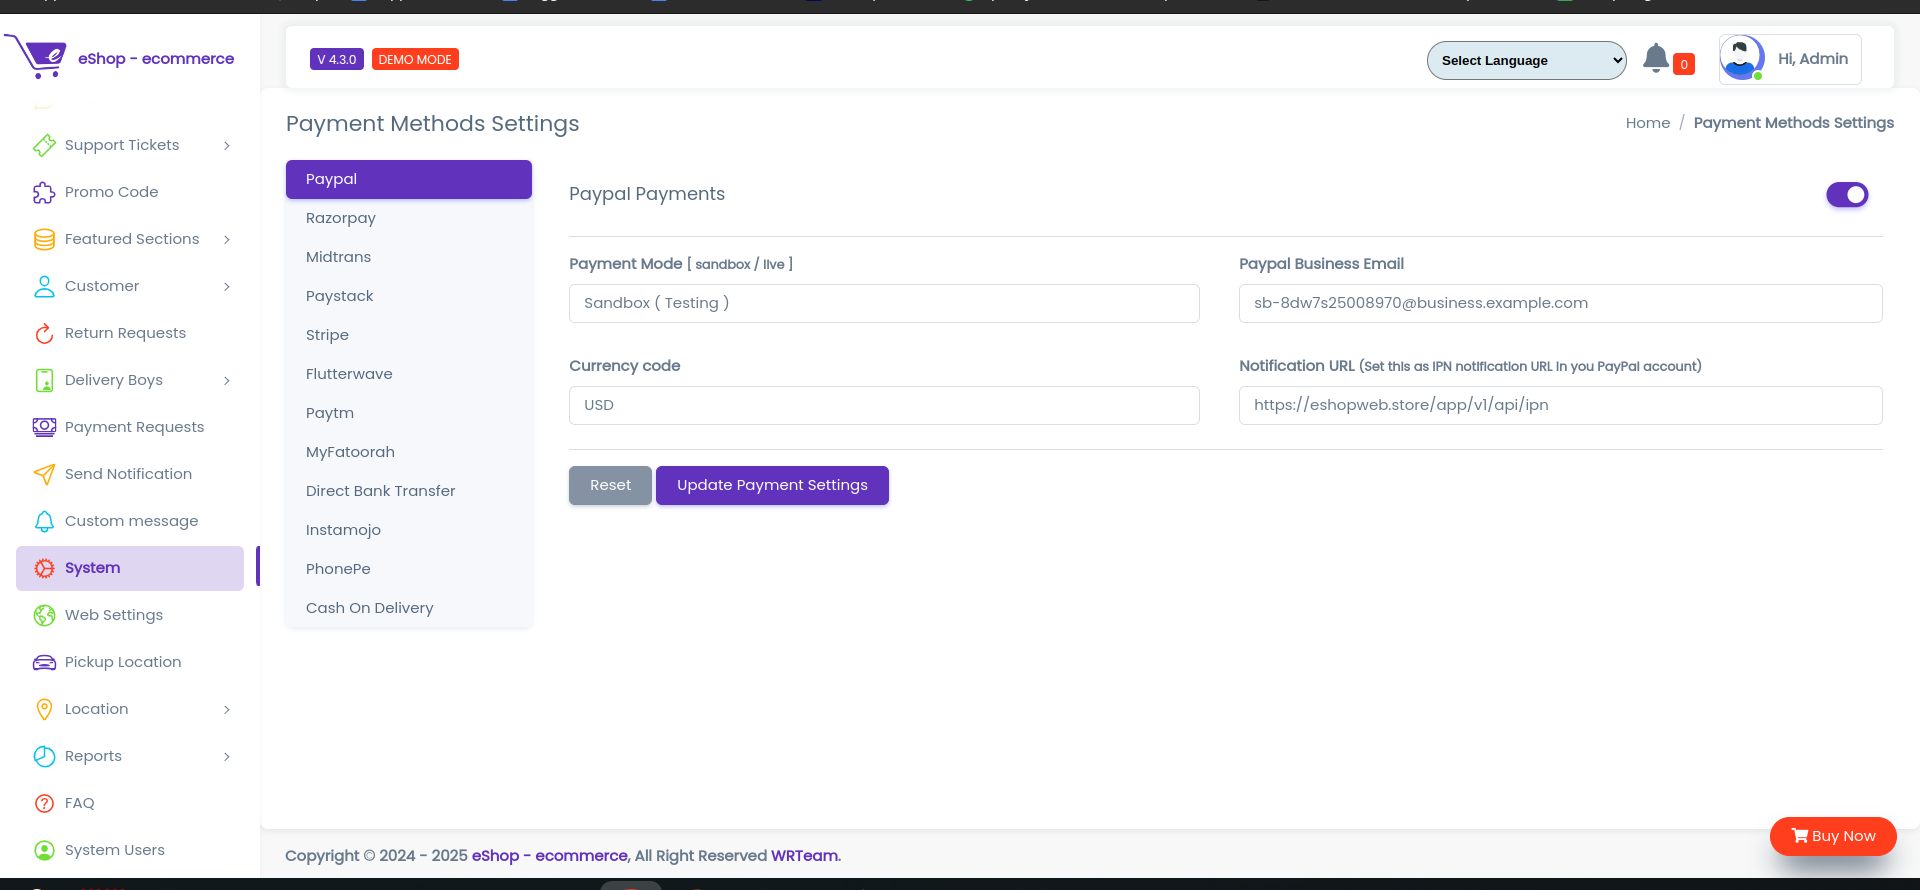 eShop - ecommerce
V 4.3.0
DEMO MODE
Select Language
0
Hi, Admin
Support Tickets
Promo Code
Featured Sections
Customer
Return Requests
Delivery Boys
Payment Requests
Send Notification
Custom message
System
Web Settings
Pickup Location
Location
Reports
FAQ
System Users
Payment Methods Settings
Home / Payment Methods Settings
Paypal
Razorpay
Midtrans
Paystack
Stripe
Flutterwave
Paytm
MyFatoorah
Direct Bank Transfer
Instamojo
PhonePe
Cash On Delivery
Paypal Payments
Payment Mode [ sandbox / live ]
Sandbox ( Testing )
Paypal Business Email
sb-8dw7s25008970@business.example.com
Currency code
USD
Notification URL (Set this as IPN notification URL in you PayPal account)
https://eshopweb.store/app/v1/api/ipn
Reset
Update Payment Settings
Buy Now
Copyright © 2024 - 2025 eShop - ecommerce, All Right Reserved WRTeam.